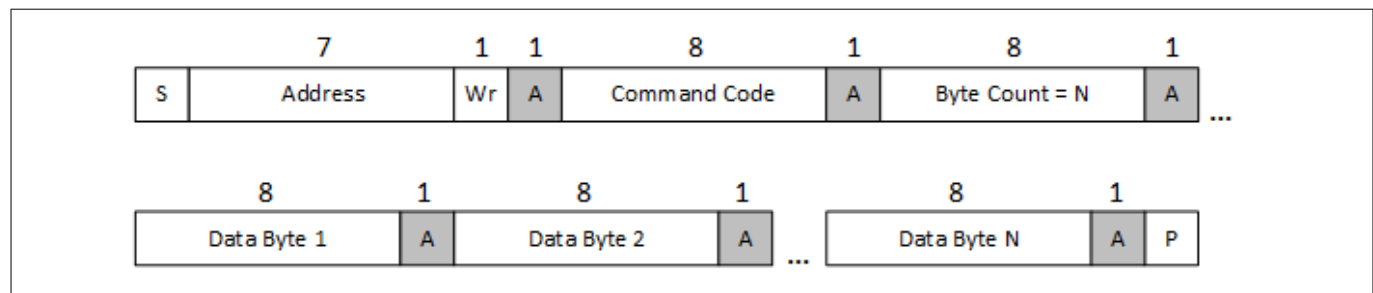 7 1 1 8 1 8 1
S Address Wr A Command Code A Byte Count = N A ...
8 1 8 1 8 1
Data Byte 1 A Data Byte 2 A ... Data Byte N A P